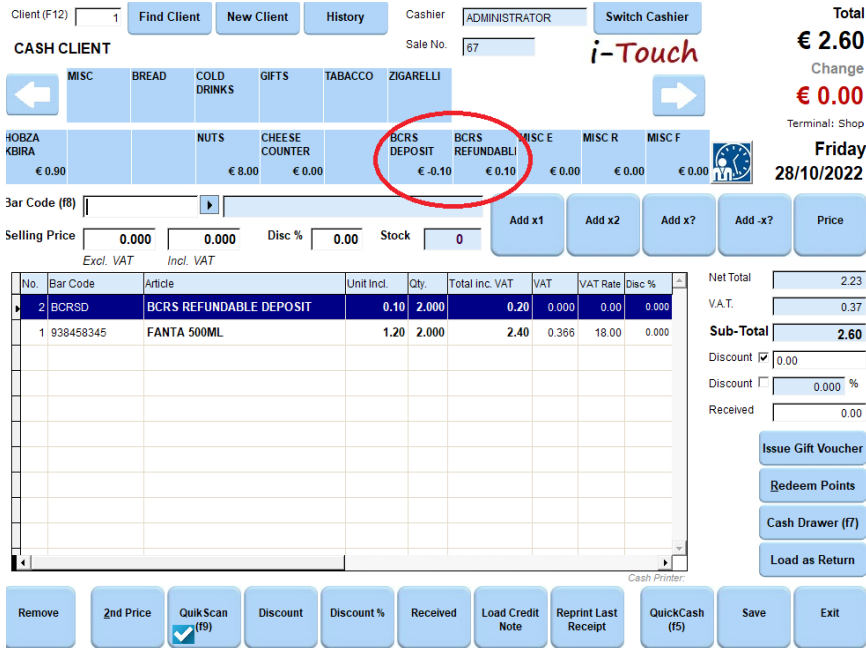 Client (F12) 1 Find Client New Client History Cashier ADMINISTRATOR Switch Cashier Total
CASH CLIENT Sale No. 67 i-Touch € 2.60
Change
€ 0.00
Terminal: Shop
Friday
28/10/2022
MISC BREAD COLD DRINKS GIFTS TABACCO ZIGARELLI
HOBZA KBIRA € 0.90
NUTS € 8.00
CHEESE COUNTER € 0.00
BCRS DEPOSIT € -0.10
BCRS REFUNDABL € 0.10
MISC E € 0.00
MISC R € 0.00
MISC F € 0.00
Bar Code (f8)
Selling Price 0.000 0.000 Disc % 0.00 Stock 0
Excl. VAT Incl. VAT
Add x1 Add x2 Add x? Add -x? Price
No. Bar Code Article Unit Incl. Qty. Total inc. VAT VAT VAT Rate Disc %
2 BCRSD BCRS REFUNDABLE DEPOSIT 0.10 2.000 0.20 0.000 0.00 0.000
1 938458345 FANTA 500ML 1.20 2.000 2.40 0.366 18.00 0.000
Net Total 2.23
V.A.T. 0.37
Sub-Total 2.60
Discount 0.00
Discount 0.000 %
Received 0.00
Issue Gift Voucher
Redeem Points
Cash Drawer (f7)
Load as Return
Cash Printer:
Remove 2nd Price QuikScan (f9) Discount Discount % Received Load Credit Note Reprint Last Receipt QuickCash (f5) Save Exit